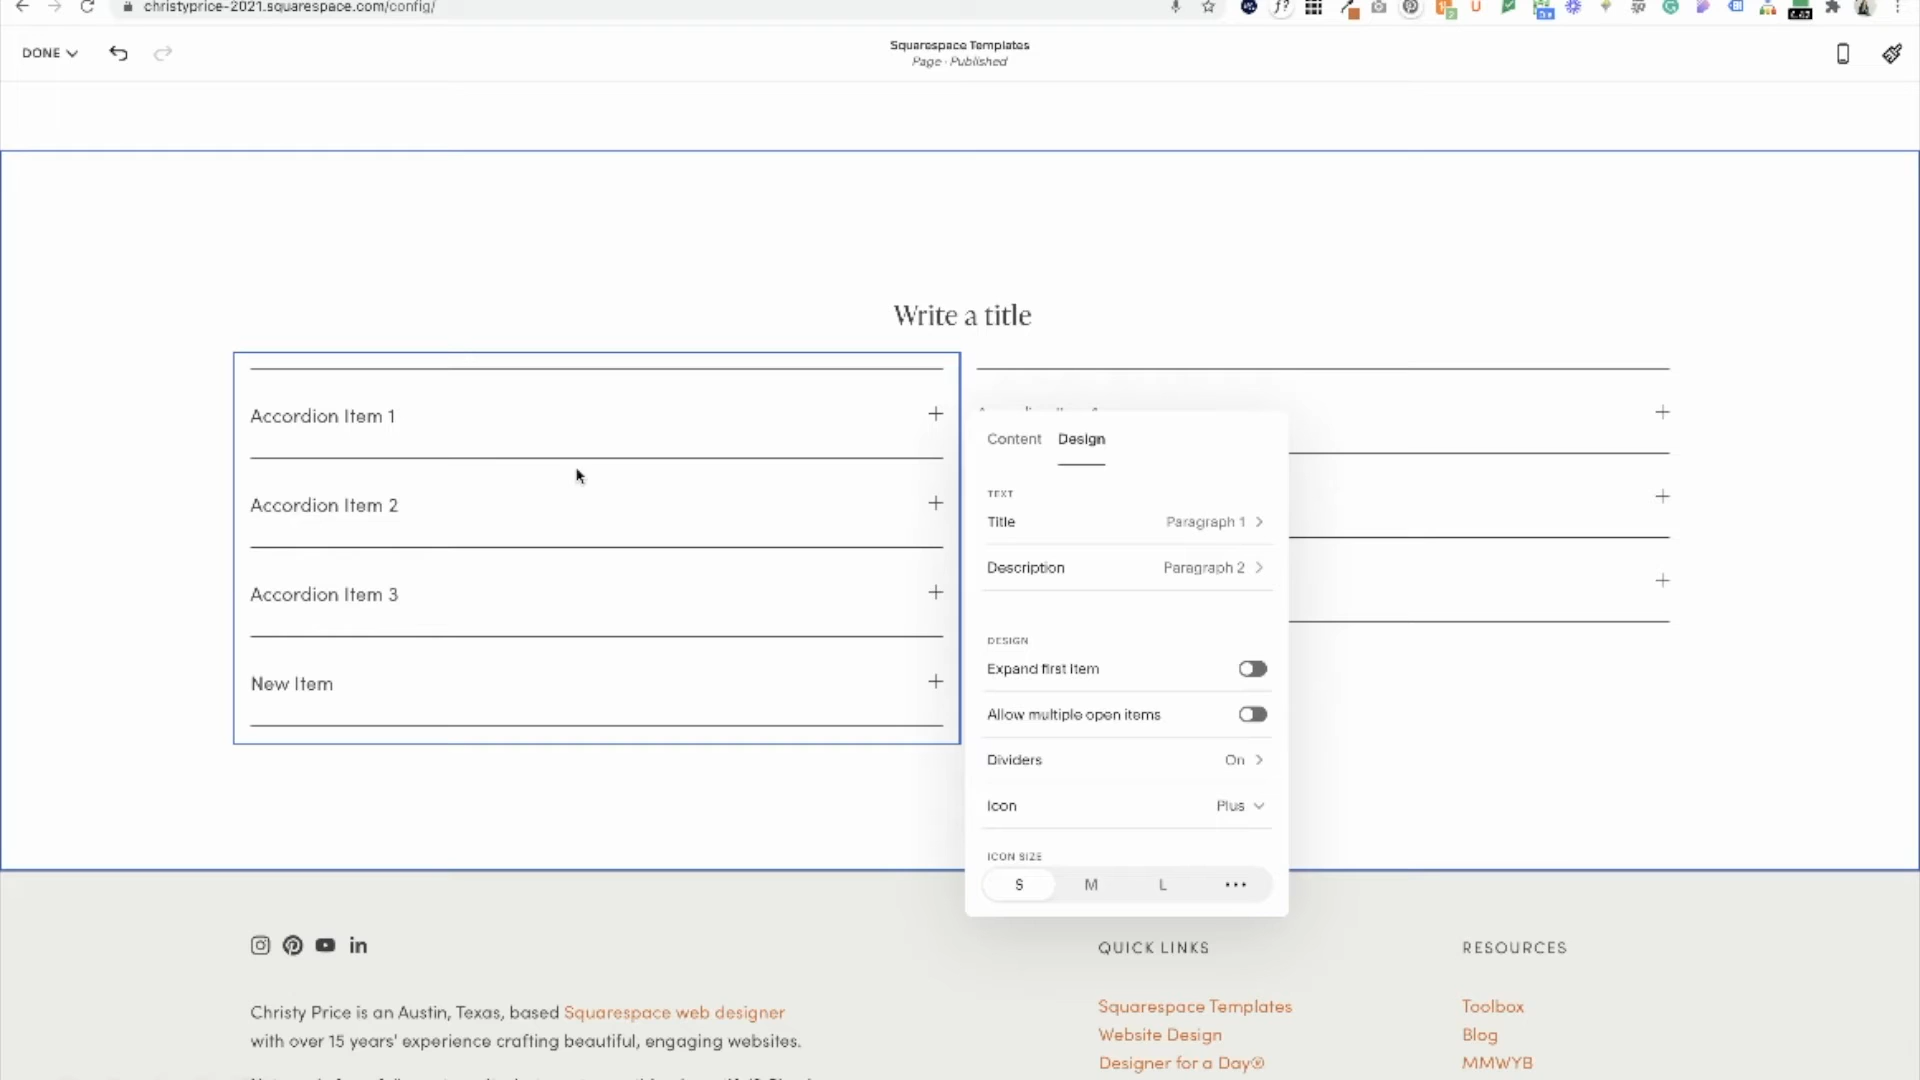 christyprice-2021.squarespace.com/config/
DONE
Squarespace Templates
Page · Published
Write a title
Accordion Item 1
Accordion Item 2
Accordion Item 3
New Item
Content Design
TEXT
Title Paragraph 1
Description Paragraph 2
DESIGN
Expand first item
Allow multiple open items
Dividers On
Icon Plus
ICON SIZE
S M L
QUICK LINKS
RESOURCES
Christy Price is an Austin, Texas, based Squarespace web designer
with over 15 years' experience crafting beautiful, engaging websites.
Squarespace Templates
Website Design
Designer for a Day®
Toolbox
Blog
MMWYB